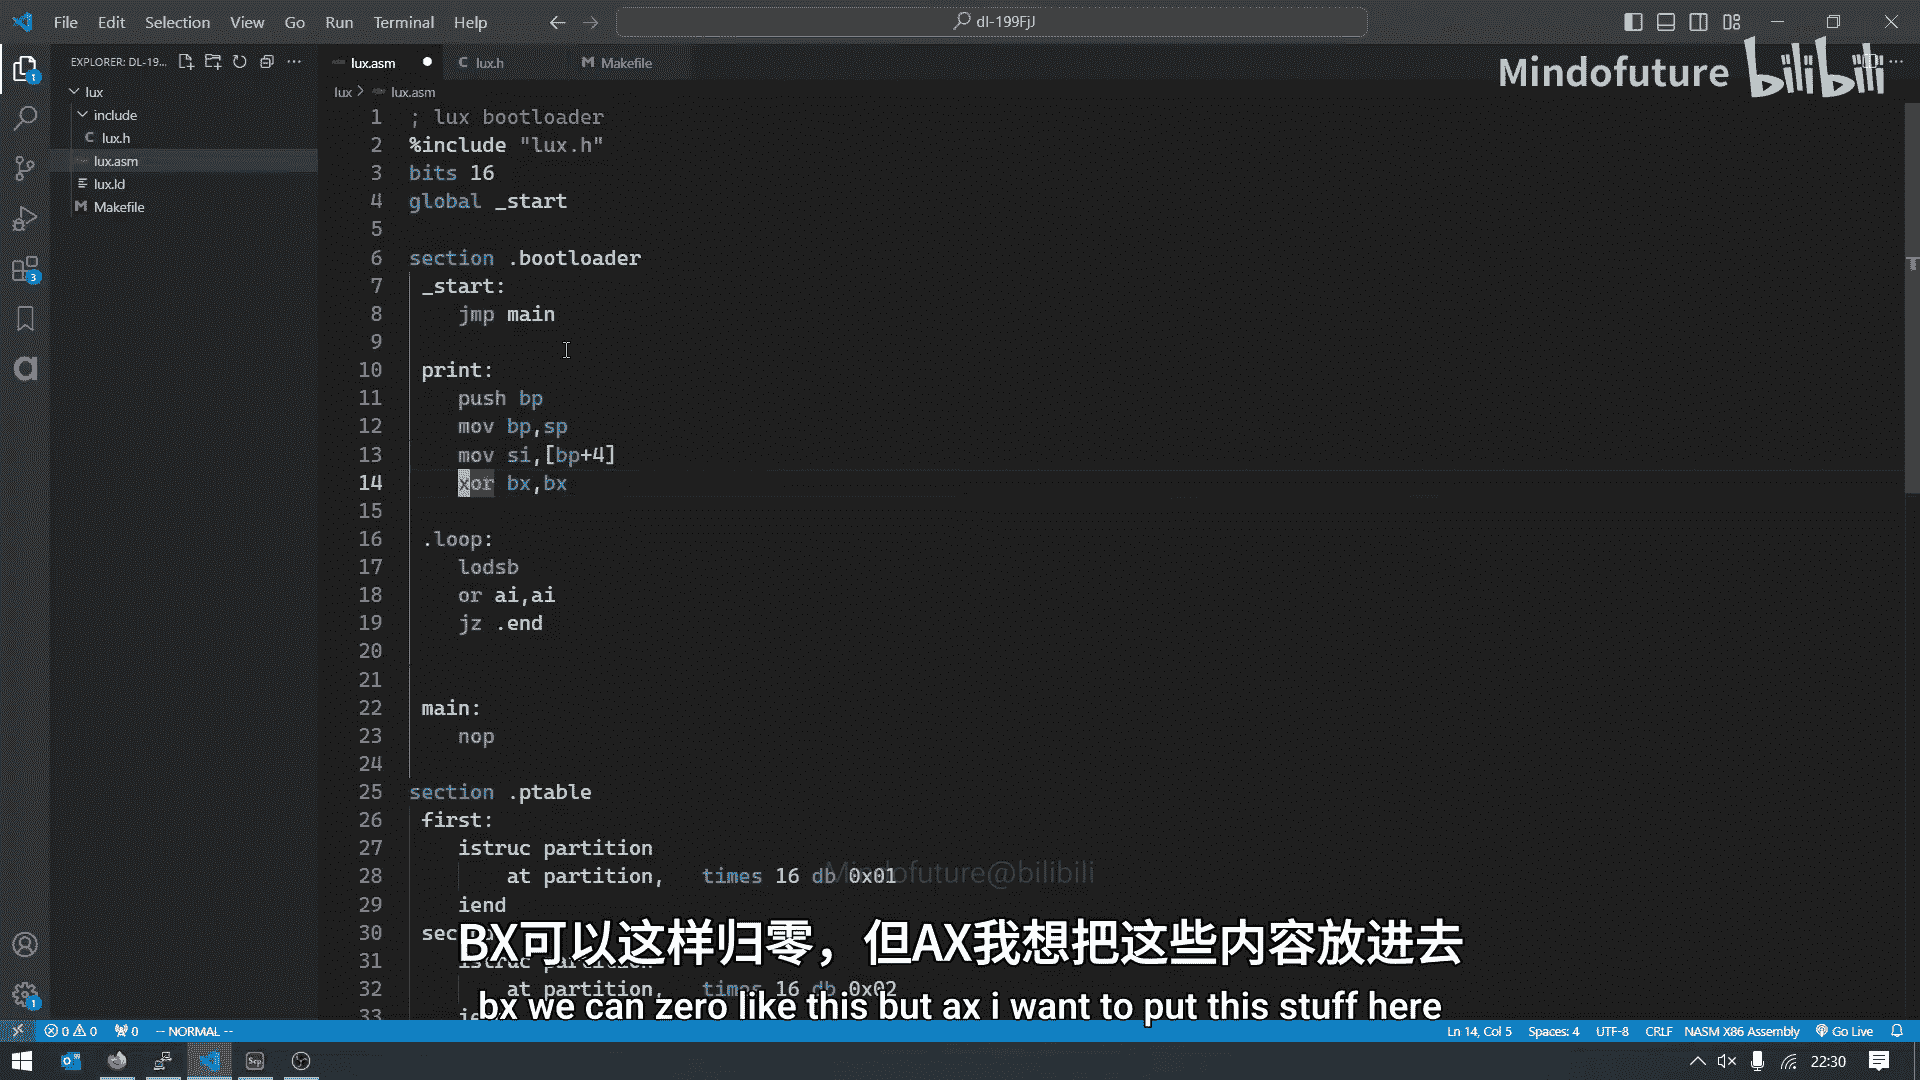 File Edit Selection View Go Run Terminal Help
dl-199FjJ
EXPLORER: DL-19...
lux.asm
lux.h
Makefile
Mindofuture bilibili
lux > lux.asm
lux
include
lux.h
lux.asm
lux.ld
Makefile
1 ; lux bootloader
2 %include "lux.h"
3 bits 16
4 global _start
5
6 section .bootloader
7 _start:
8 jmp main
9
10 print:
11 push bp
12 mov bp,sp
13 mov si,[bp+4]
14 xor bx,bx
15
16 .loop:
17 lodsb
18 or ai,ai
19 jz .end
20
21
22 main:
23 nop
24
25 section .ptable
26 first:
27 istruc partition
28 at partition, times 16 db 0x01
Mindofuture@bilibili
29 iend
30 sec
31 istruc partition
32 at partition, times 16 db 0x02
33
BX可以这样归零，但AX我想把这些内容放进去
bx we can zero like this but ax i want to put this stuff here
0 0 0 -- NORMAL --
Ln 14, Col 5 Spaces: 4 UTF-8 CRLF NASM X86 Assembly Go Live
22:30